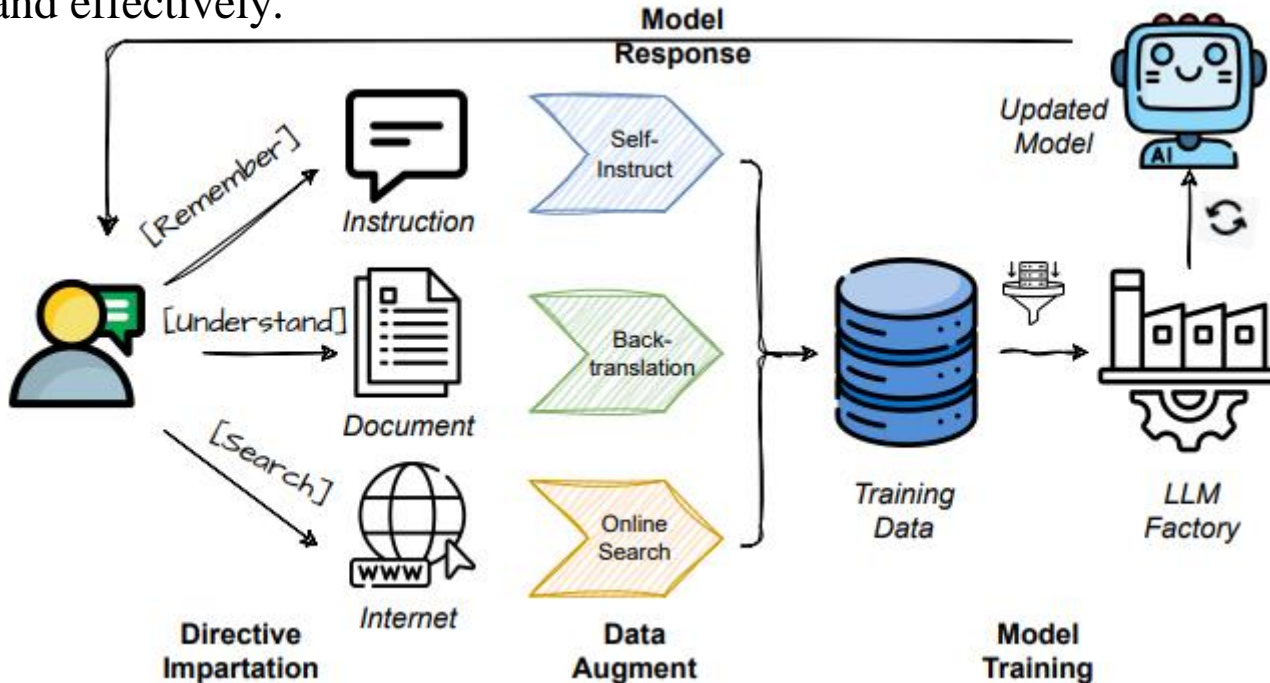 and effectively.
Model
Response
Updated
Model
AI
[Remember]
Instruction
Self-
Instruct
[Understand]
Document
Back-
translation
[Search]
WWW
Internet
Online
Search
Training
Data
LLM
Factory
Directive
Impartation
Data
Augment
Model
Training